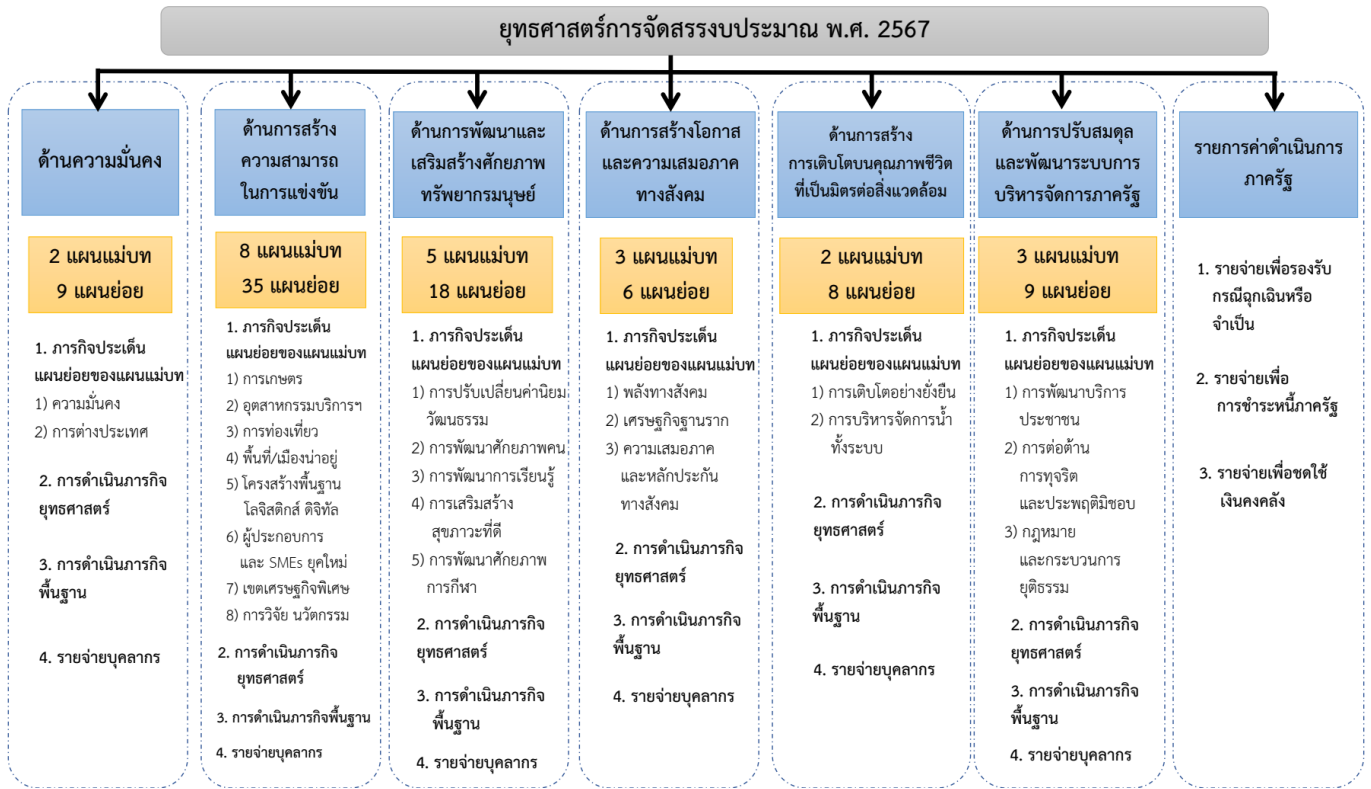 ยุทธศาสตร์การจัดสรรงบประมาณ พ.ศ. 2567
ด้านความมั่นคง
2 แผนแม่บท
9 แผนย่อย
1. ภารกิจประเด็น
แผนย่อยของแผนแม่บท
1) ความมั่นคง
2) การต่างประเทศ
2. การดำเนินภารกิจ
ยุทธศาสตร์
3. การดำเนินภารกิจ
พื้นฐาน
4. รายจ่ายบุคลากร
ด้านการสร้าง
ความสามารถ
ในการแข่งขัน
8 แผนแม่บท
35 แผนย่อย
1. ภารกิจประเด็น
แผนย่อยของแผนแม่บท
1) การเกษตร
2) อุตสาหกรรมบริการฯ
3) การท่องเที่ยว
4) พื้นที่/เมืองน่าอยู่
5) โครงสร้างพื้นฐาน
โลจิสติกส์ ดิจิทัล
6) ผู้ประกอบการ
และ SMEs ยุคใหม่
7) เขตเศรษฐกิจพิเศษ
8) การวิจัย นวัตกรรม
2. การดำเนินภารกิจ
ยุทธศาสตร์
3. การดำเนินภารกิจพื้นฐาน
4. รายจ่ายบุคลากร
ด้านการพัฒนาและ
เสริมสร้างศักยภาพ
ทรัพยากรมนุษย์
5 แผนแม่บท
18 แผนย่อย
1. ภารกิจประเด็น
แผนย่อยของแผนแม่บท
1) การปรับเปลี่ยนค่านิยม
วัฒนธรรม
2) การพัฒนาศักยภาพคน
3) การพัฒนาการเรียนรู้
4) การเสริมสร้าง
สุขภาวะที่ดี
5) การพัฒนาศักยภาพ
การกีฬา
2. การดำเนินภารกิจ
ยุทธศาสตร์
3. การดำเนินภารกิจ
พื้นฐาน
4. รายจ่ายบุคลากร
ด้านการสร้างโอกาส
และความเสมอภาค
ทางสังคม
3 แผนแม่บท
6 แผนย่อย
1. ภารกิจประเด็น
แผนย่อยของแผนแม่บท
1) พลังทางสังคม
2) เศรษฐกิจฐานราก
3) ความเสมอภาค
และหลักประกัน
ทางสังคม
2. การดำเนินภารกิจ
ยุทธศาสตร์
3. การดำเนินภารกิจ
พื้นฐาน
4. รายจ่ายบุคลากร
ด้านการสร้าง
การเติบโตบนคุณภาพชีวิต
ที่เป็นมิตรต่อสิ่งแวดล้อม
2 แผนแม่บท
8 แผนย่อย
1. ภารกิจประเด็น
แผนย่อยของแผนแม่บท
1) การเติบโตอย่างยั่งยืน
2) การบริหารจัดการน้ำ
ทั้งระบบ
2. การดำเนินภารกิจ
ยุทธศาสตร์
3. การดำเนินภารกิจ
พื้นฐาน
4. รายจ่ายบุคลากร
ด้านการปรับสมดุล
และพัฒนาระบบการ
บริหารจัดการภาครัฐ
3 แผนแม่บท
9 แผนย่อย
1. ภารกิจประเด็น
แผนย่อยของแผนแม่บท
1) การพัฒนาบริการ
ประชาชน
2) การต่อต้าน
การทุจริต
และประพฤติมิชอบ
3) กฎหมาย
และกระบวนการ
ยุติธรรม
2. การดำเนินภารกิจ
ยุทธศาสตร์
3. การดำเนินภารกิจ
พื้นฐาน
4. รายจ่ายบุคลากร
รายการค่าดำเนินการ
ภาครัฐ
1. รายจ่ายเพื่อรองรับ
กรณีฉุกเฉินหรือ
จำเป็น
2. รายจ่ายเพื่อ
การชำระหนี้ภาครัฐ
3. รายจ่ายเพื่อชดใช้
เงินคงคลัง